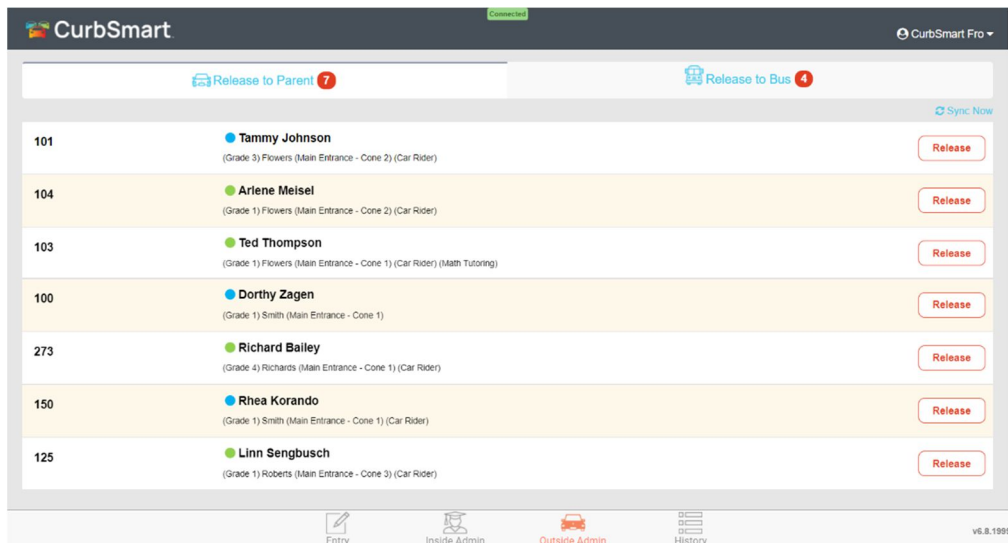 Connected
CurbSmart
CurbSmart Fro
Release to Parent 7
Release to Bus 4
Sync Now
101
Tammy Johnson
(Grade 3) Flowers (Main Entrance - Cone 2) (Car Rider)
Release
104
Arlene Meisel
(Grade 1) Flowers (Main Entrance - Cone 2) (Car Rider)
Release
103
Ted Thompson
(Grade 1) Flowers (Main Entrance - Cone 1) (Car Rider) (Math Tutoring)
Release
100
Dorthy Zagen
(Grade 1) Smith (Main Entrance - Cone 1)
Release
273
Richard Bailey
(Grade 4) Richards (Main Entrance - Cone 1) (Car Rider)
Release
150
Rhea Korando
(Grade 1) Smith (Main Entrance - Cone 1) (Car Rider)
Release
125
Linn Sengbusch
(Grade 1) Roberts (Main Entrance - Cone 3) (Car Rider)
Release
Entry
Inside Admin
Outside Admin
History
v6.8.1999